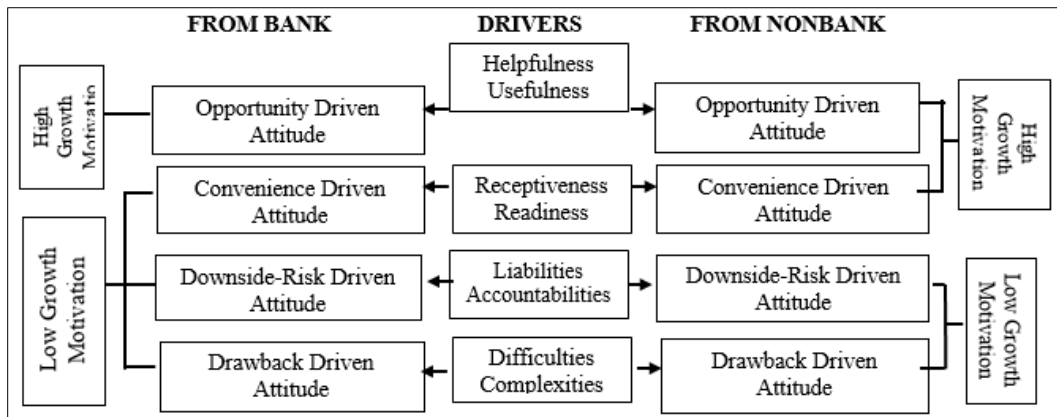 FROM BANK DRIVERS FROM NONBANK
High
Growth
Motivatio
Opportunity Driven
Attitude
Helpfulness
Usefulness
Opportunity Driven
Attitude
High
Growth
Motivation
Convenience Driven
Attitude
Receptiveness
Readiness
Convenience Driven
Attitude
Low Growth
Motivation
Downside-Risk Driven
Attitude
Liabilities
Accountabilities
Downside-Risk Driven
Attitude
Low Growth
Motivation
Drawback Driven
Attitude
Difficulties
Complexities
Drawback Driven
Attitude